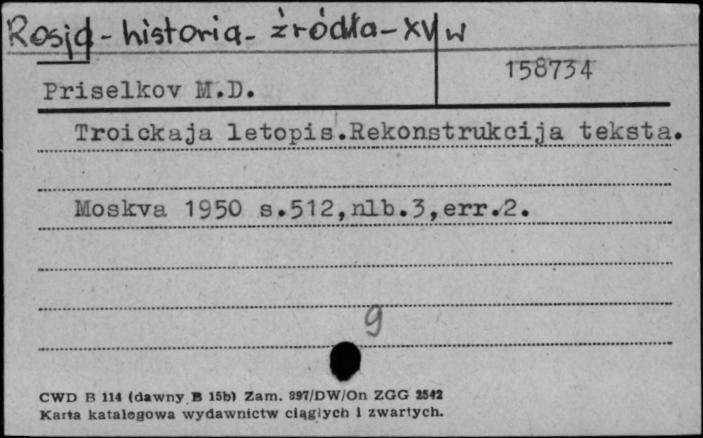 Rosja - historia - źródła - XV w
158734
Priselkov M.D.
Troickaja letopis'.Rekonstrukcija teksta.
Moskva 1950 s.512,nlb.3,err.2.
9
CWD B 114 (dawny B 15b) Zam. 897/DW/On ZGG 2542
Karta katalogowa wydawnictw ciągłych i zwartych.